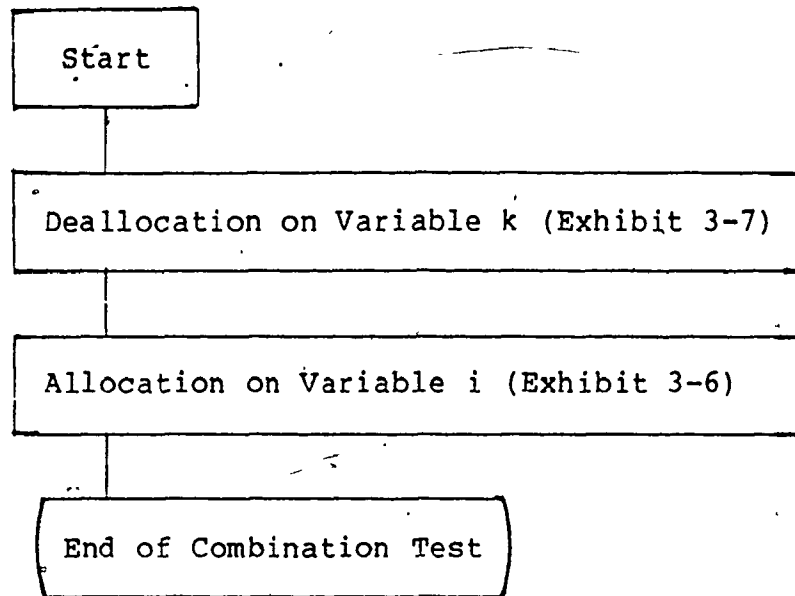 Start
Deallocation on Variable k (Exhibit 3-7)
Allocation on Variable i (Exhibit 3-6)
End of Combination Test